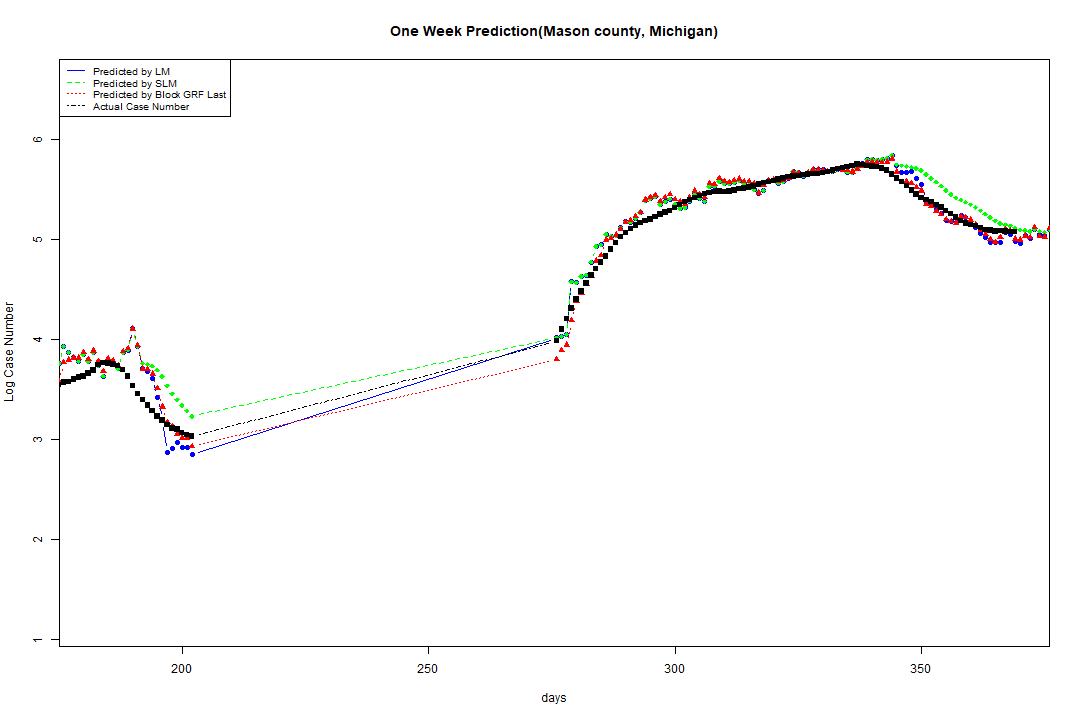 One Week Prediction(Mason county, Michigan)
Predicted by LM
Predicted by SLM
Predicted by Block GRF Last
Actual Case Number
Log Case Number
6
5
4
3
2
1
200
250
300
350
days